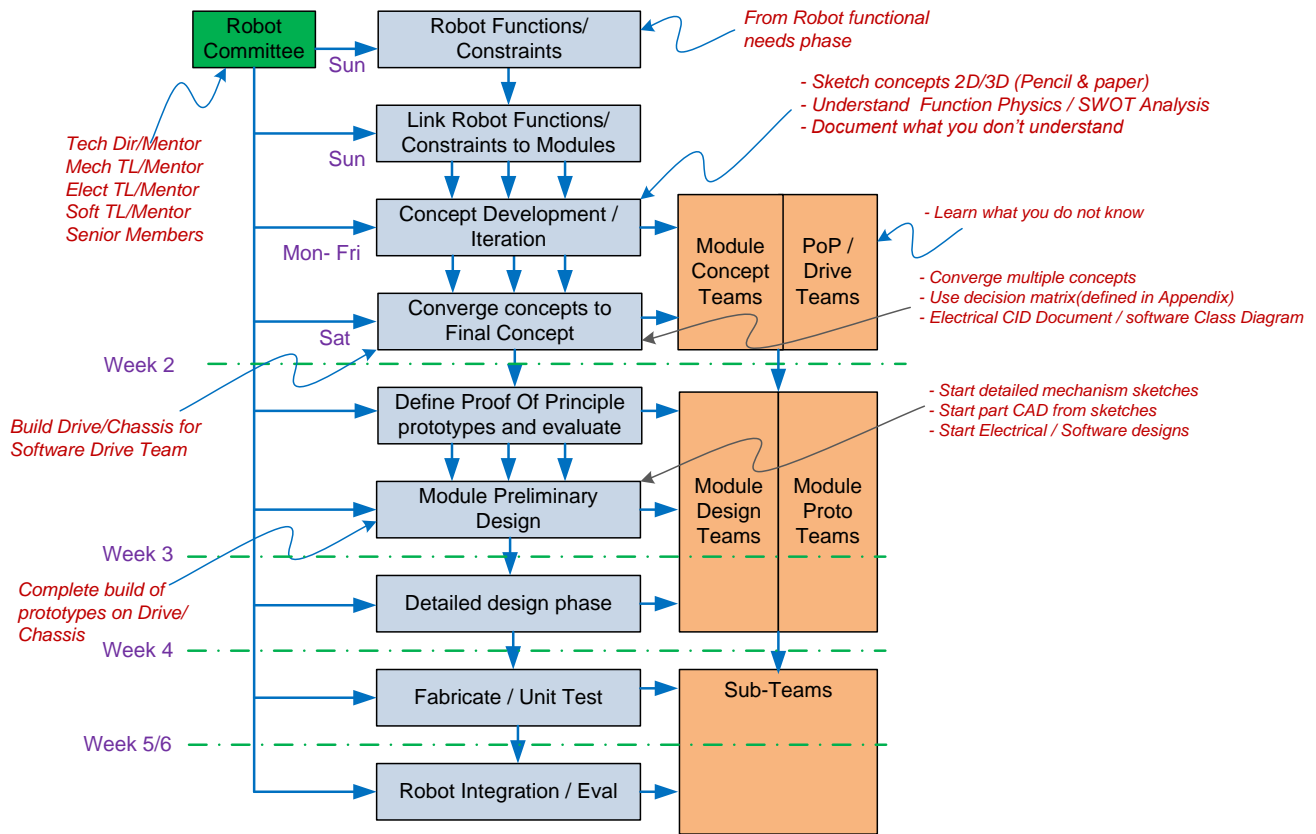 Robot
Committee
Robot Functions/
Constraints
From Robot functional
needs phase
Sun
- Sketch concepts 2D/3D (Pencil & paper)
- Understand  Function Physics / SWOT Analysis
- Document what you don't understand
Link Robot Functions/
Constraints to Modules
Sun
Tech Dir/Mentor
Mech TL/Mentor
Elect TL/Mentor
Soft TL/Mentor
Senior Members
Concept Development /
Iteration
Mon- Fri
Module
Concept
Teams
PoP /
Drive
Teams
- Learn what you do not know
- Converge multiple concepts
- Use decision matrix(defined in Appendix)
- Electrical CID Document / software Class Diagram
Converge concepts to
Final Concept
Sat
Week 2
Define Proof Of Principle
prototypes and evaluate
- Start detailed mechanism sketches
- Start part CAD from sketches
- Start Electrical / Software designs
Build Drive/Chassis for
Software Drive Team
Module Preliminary
Design
Module
Design
Teams
Module
Proto
Teams
Week 3
Complete build of
prototypes on Drive/
Chassis
Detailed design phase
Week 4
Fabricate / Unit Test
Sub-Teams
Week 5/6
Robot Integration / Eval